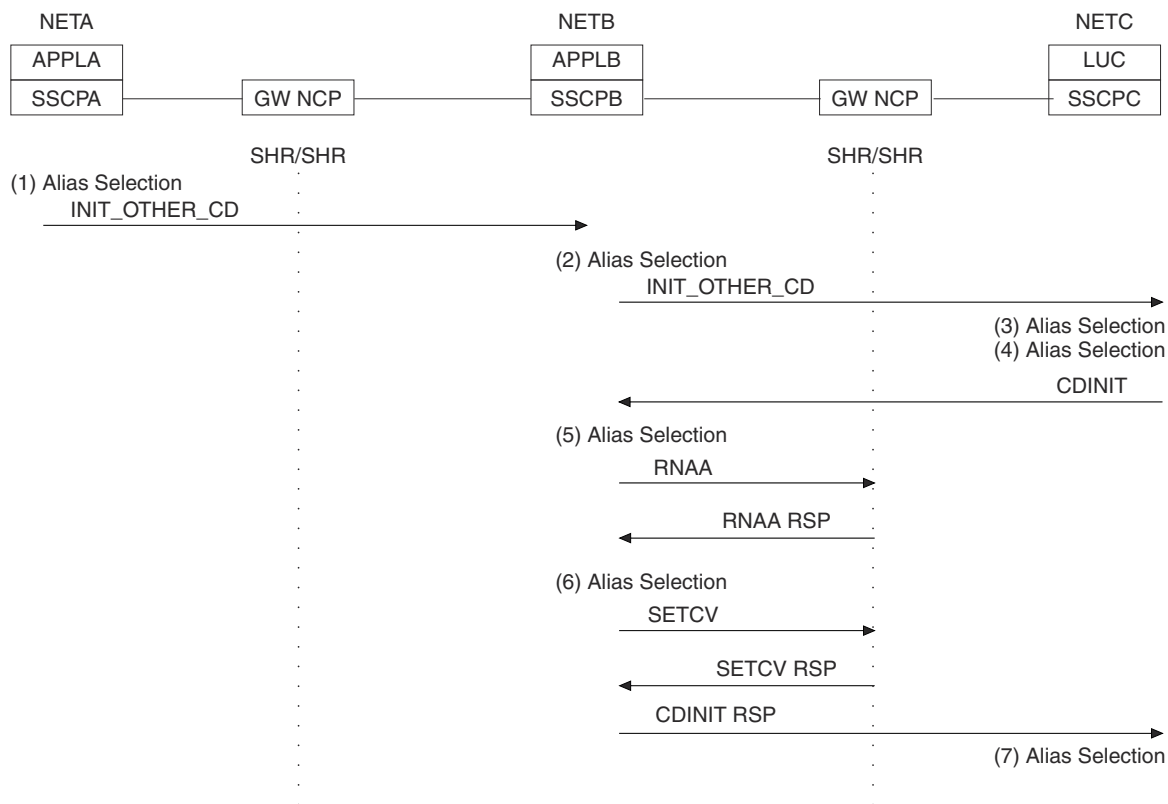 NETA NETB NETC
APPLA APPLB LUC
SSCPA GW NCP SSCPB GW NCP SSCPC
SHR/SHR SHR/SHR
(1) Alias Selection
INIT_OTHER_CD
(2) Alias Selection
INIT_OTHER_CD
(3) Alias Selection
(4) Alias Selection
CDINIT
(5) Alias Selection
RNAA
RNAA RSP
(6) Alias Selection
SETCV
SETCV RSP
CDINIT RSP
(7) Alias Selection